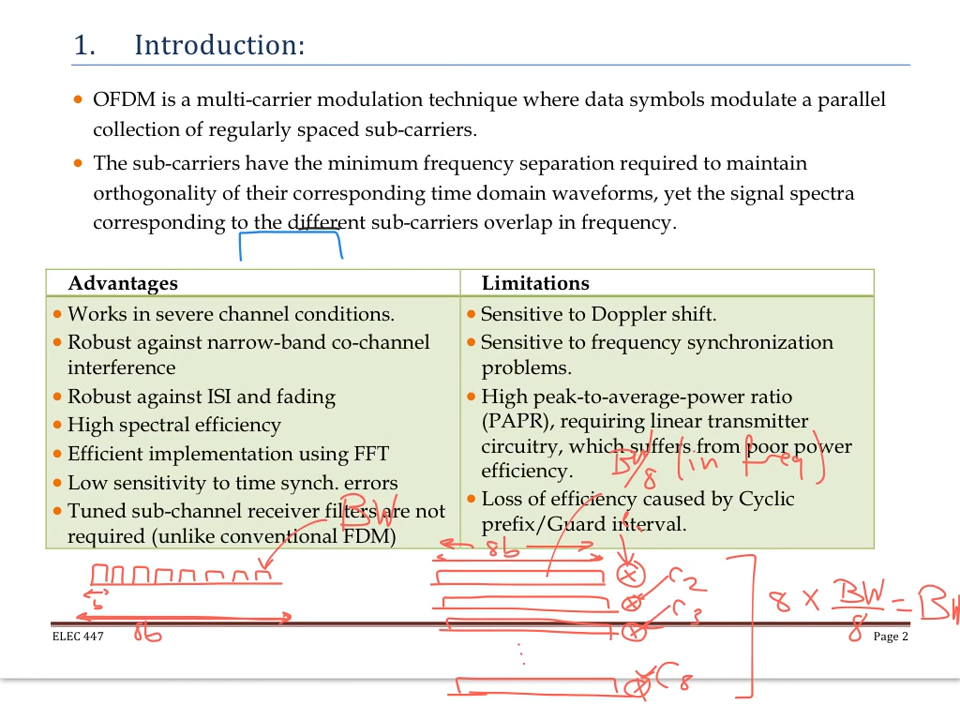 1. Introduction:
• OFDM is a multi-carrier modulation technique where data symbols modulate a parallel
collection of regularly spaced sub-carriers.
• The sub-carriers have the minimum frequency separation required to maintain
orthogonality of their corresponding time domain waveforms, yet the signal spectra
corresponding to the different sub-carriers overlap in frequency.
Advantages
• Works in severe channel conditions.
• Robust against narrow-band co-channel
interference
• Robust against ISI and fading
• High spectral efficiency
• Efficient implementation using FFT
• Low sensitivity to time synch. errors
• Tuned sub-channel receiver filters are not
required (unlike conventional FDM)
Limitations
• Sensitive to Doppler shift.
• Sensitive to frequency synchronization
problems.
• High peak-to-average-power ratio
(PAPR), requiring linear transmitter
circuitry, which suffers from poor power
efficiency.
• Loss of efficiency caused by Cyclic
prefix/Guard interval.
BW/8 (in freq)
BW
8b
b
8b
C2
C3
C8
8 × BW/8 = BW
ELEC 447
Page 2